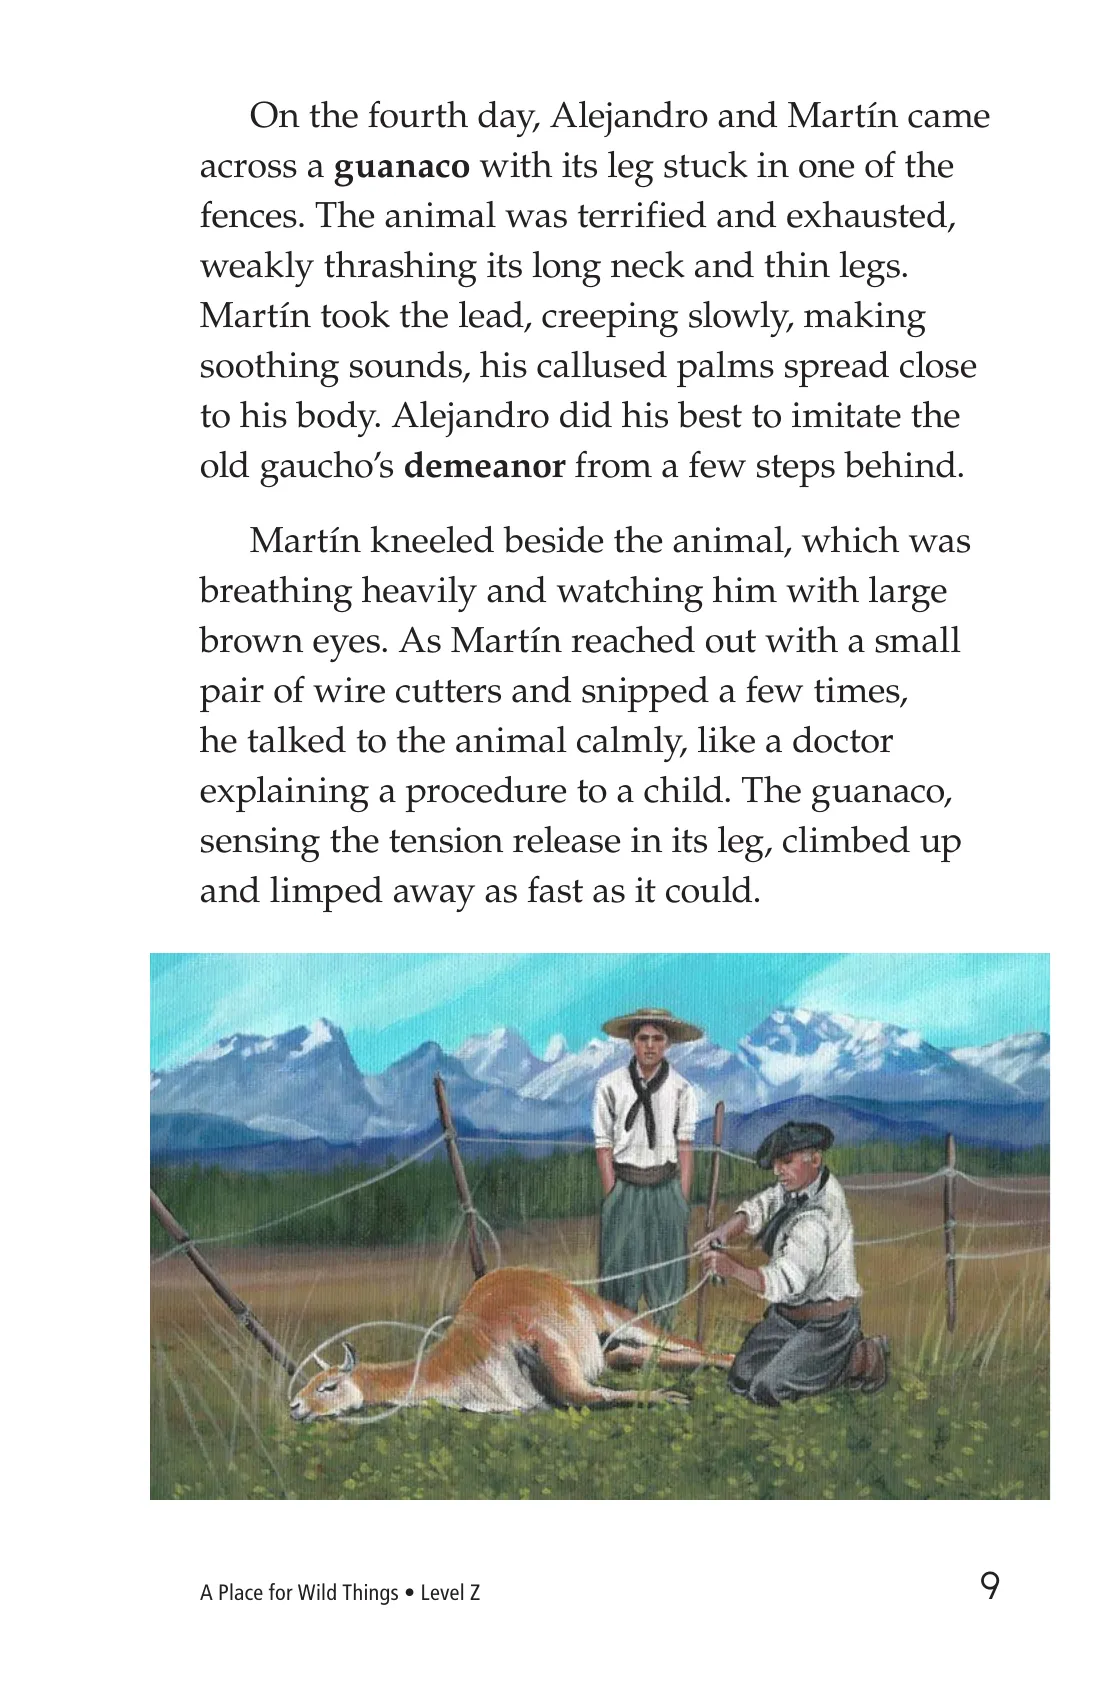 On the fourth day, Alejandro and Martín came
across a guanaco with its leg stuck in one of the
fences. The animal was terrified and exhausted,
weakly thrashing its long neck and thin legs.
Martín took the lead, creeping slowly, making
soothing sounds, his callused palms spread close
to his body. Alejandro did his best to imitate the
old gaucho’s demeanor from a few steps behind.
Martín kneeled beside the animal, which was
breathing heavily and watching him with large
brown eyes. As Martín reached out with a small
pair of wire cutters and snipped a few times,
he talked to the animal calmly, like a doctor
explaining a procedure to a child. The guanaco,
sensing the tension release in its leg, climbed up
and limped away as fast as it could.
A Place for Wild Things • Level Z
9